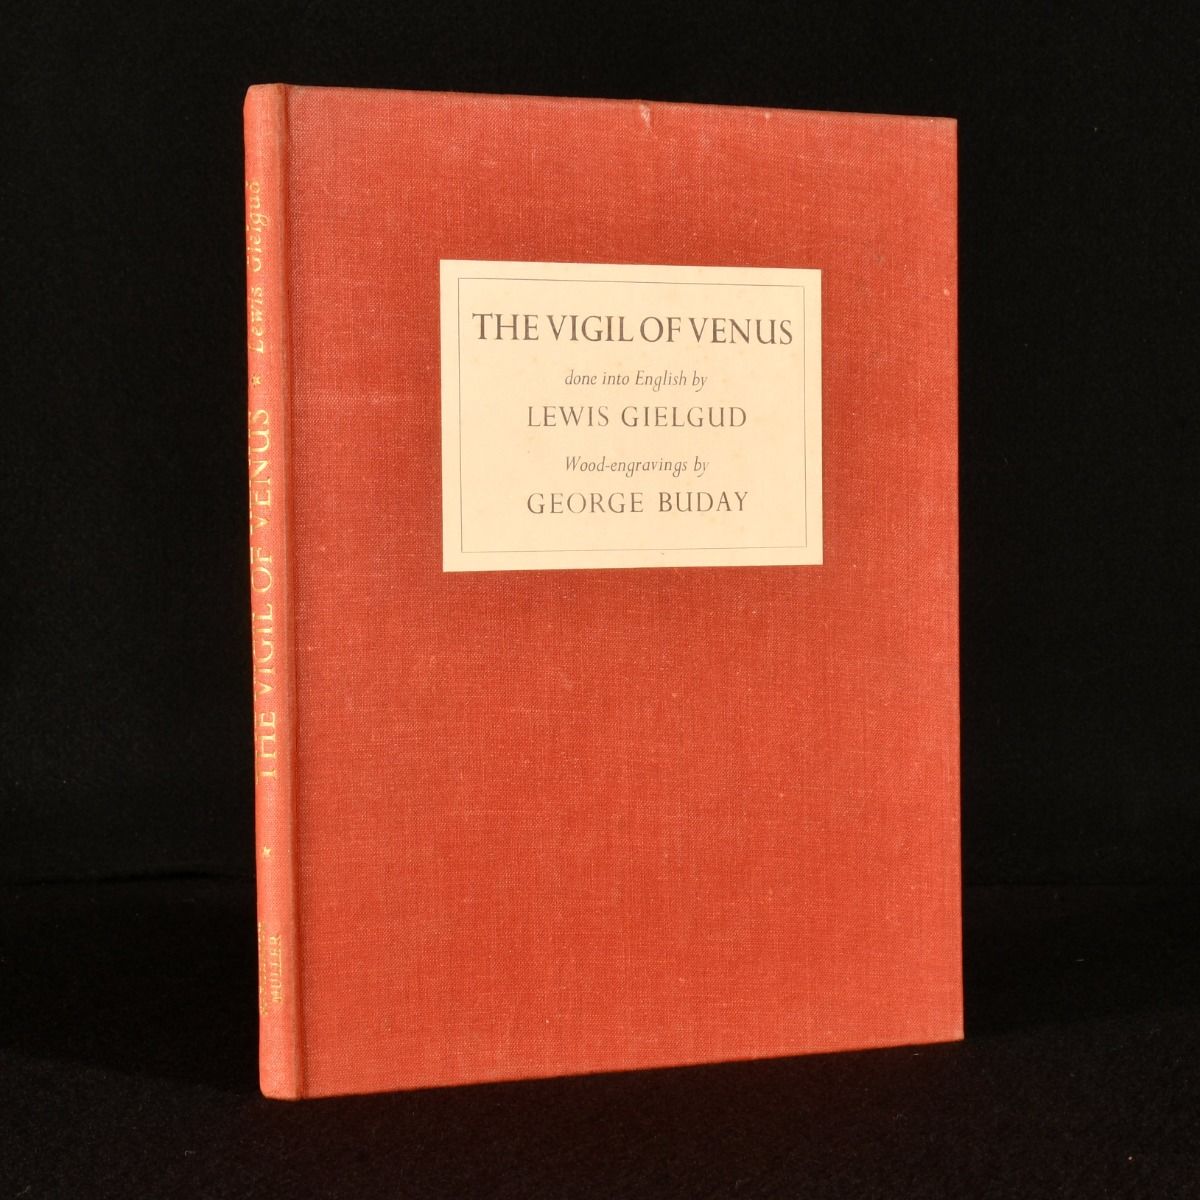 THE VIGIL OF VENUS
done into English by
LEWIS GIELGUD
Wood-engravings by
GEORGE BUDAY
THE VIGIL OF VENUS * Lewis Gielgud
MULLER